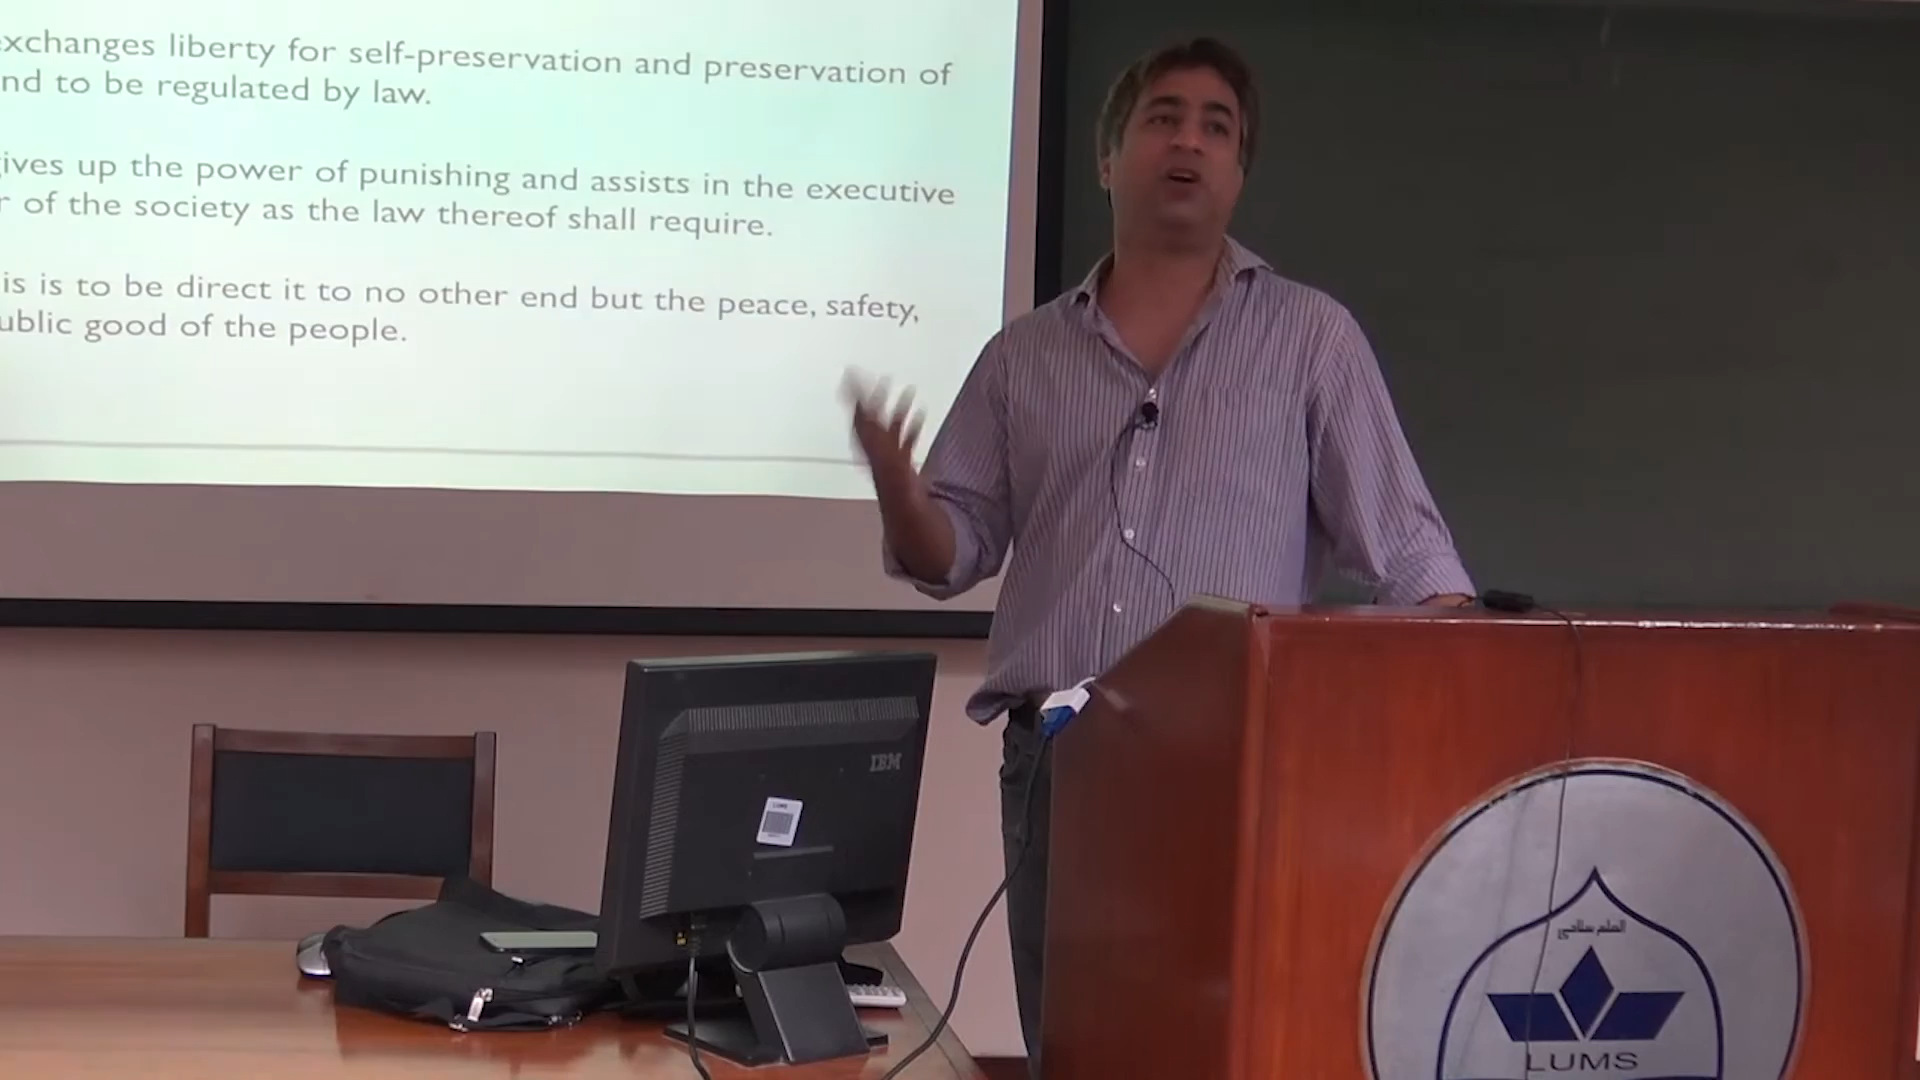 xchanges liberty for self-preservation and preservation of
nd to be regulated by law.
ives up the power of punishing and assists in the executive
r of the society as the law thereof shall require.
is is to be direct it to no other end but the peace, safety,
ublic good of the people.
IBM
LUMS
LUMS